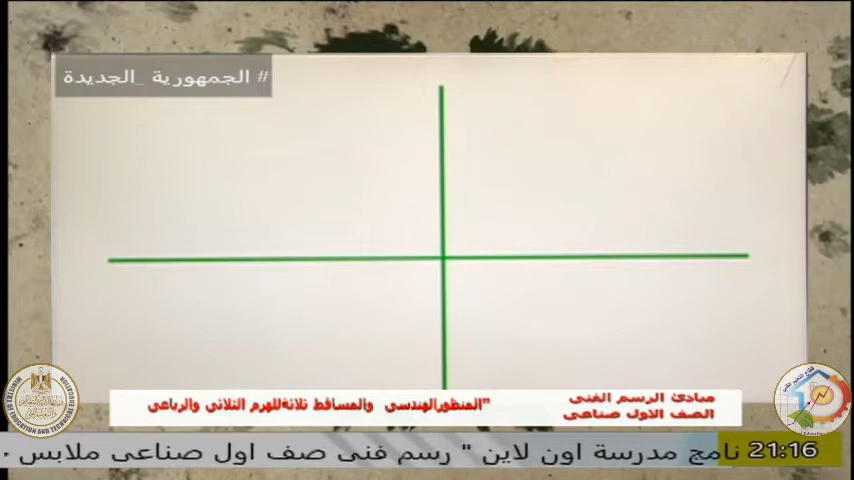 # الجمهورية _الجديدة
مبادئ الرسم الفنى
الصف الاول صناعى
"المنظورالهندسى والمساقط ثلاثةللهرم الثلاثى والرباعى
نامج مدرسة اون لاين " رسم فنى صف اول صناعى ملابس -
21:16